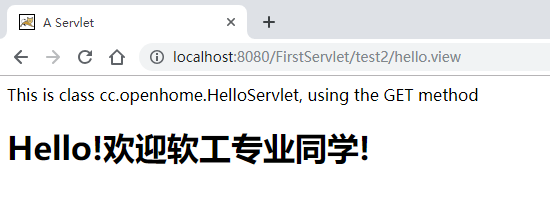 A Servlet
localhost:8080/FirstServlet/test2/hello.view
This is class cc.openhome.HelloServlet, using the GET method
Hello!欢迎软工专业同学!